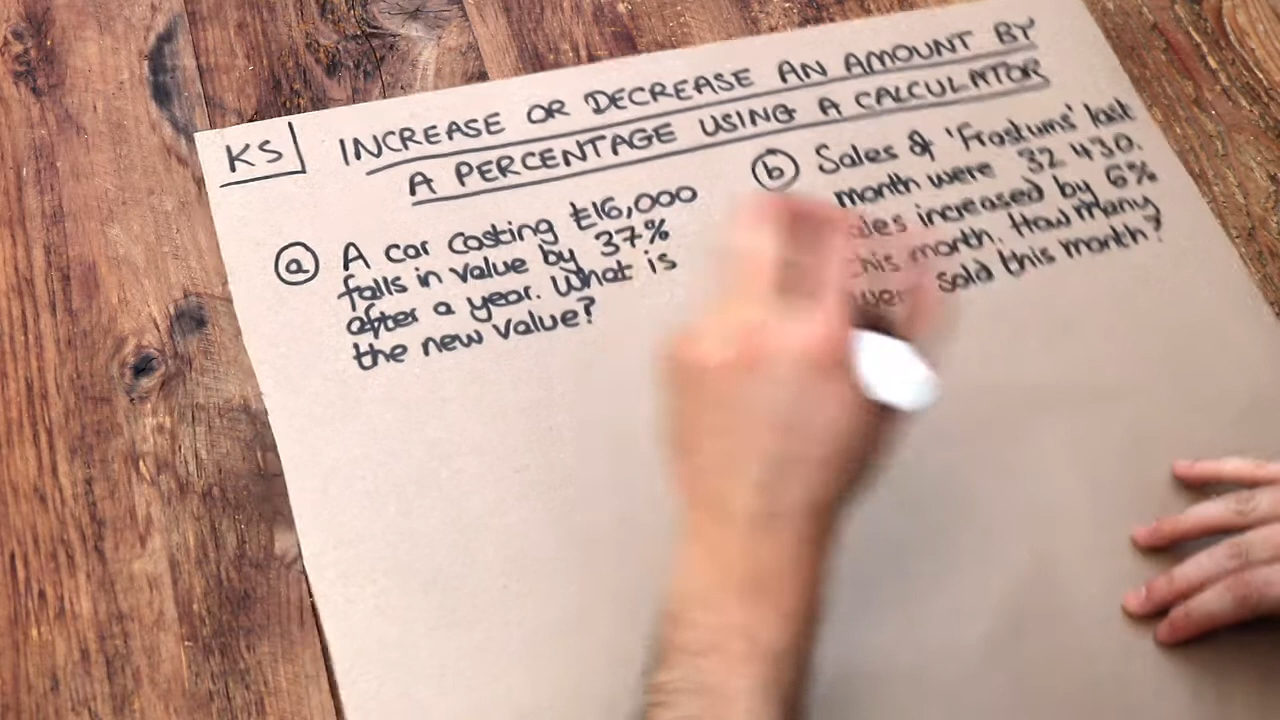 KS
INCREASE OR DECREASE AN AMOUNT BY
A PERCENTAGE USING A CALCULATOR
a A car costing £16,000
falls in value by 37%
after a year. What is
the new value?
b Sales of 'Frostums' last
month were 32 430.
increased by 6%
this month. How many
sold this month?